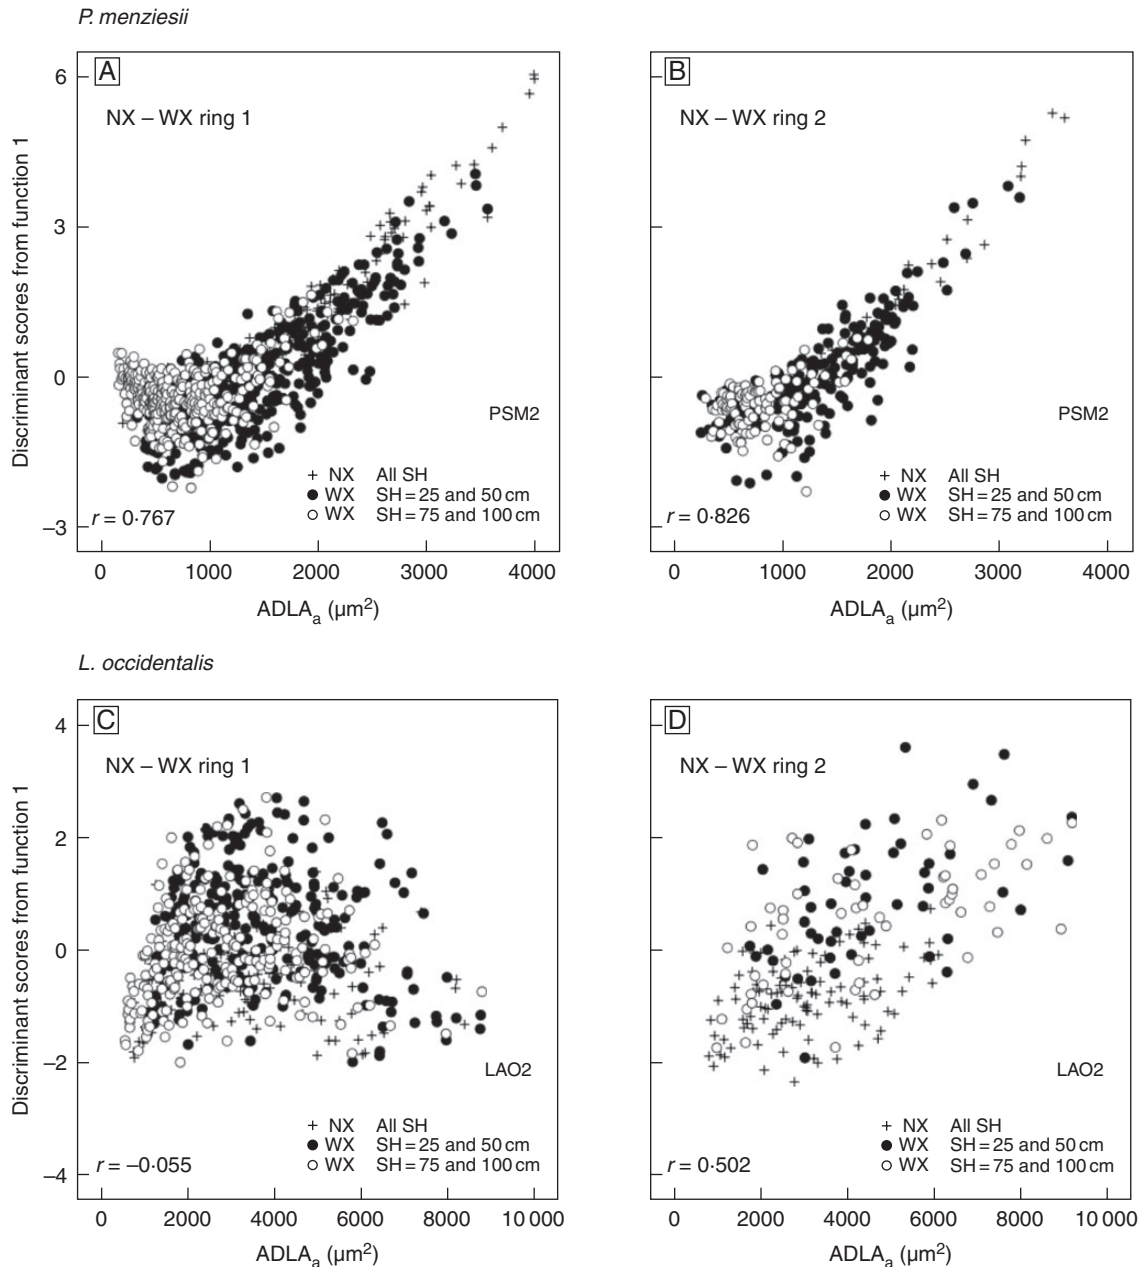 P. menziesii
A
NX – WX ring 1
PSM2
+ NX All SH
● WX SH = 25 and 50 cm
○ WX SH = 75 and 100 cm
r = 0·767
6
3
0
–3
Discriminant scores from function 1
0 1000 2000 3000 4000
ADLAa (µm²)
B
NX – WX ring 2
PSM2
+ NX All SH
● WX SH = 25 and 50 cm
○ WX SH = 75 and 100 cm
r = 0·826
0 1000 2000 3000 4000
ADLAa (µm²)
L. occidentalis
C
NX – WX ring 1
LAO2
+ NX All SH
● WX SH = 25 and 50 cm
○ WX SH = 75 and 100 cm
r = –0·055
4
2
0
–2
–4
Discriminant scores from function 1
0 2000 4000 6000 8000 10 000
ADLAa (µm²)
D
NX – WX ring 2
LAO2
+ NX All SH
● WX SH = 25 and 50 cm
○ WX SH = 75 and 100 cm
r = 0·502
0 2000 4000 6000 8000 10 000
ADLAa (µm²)